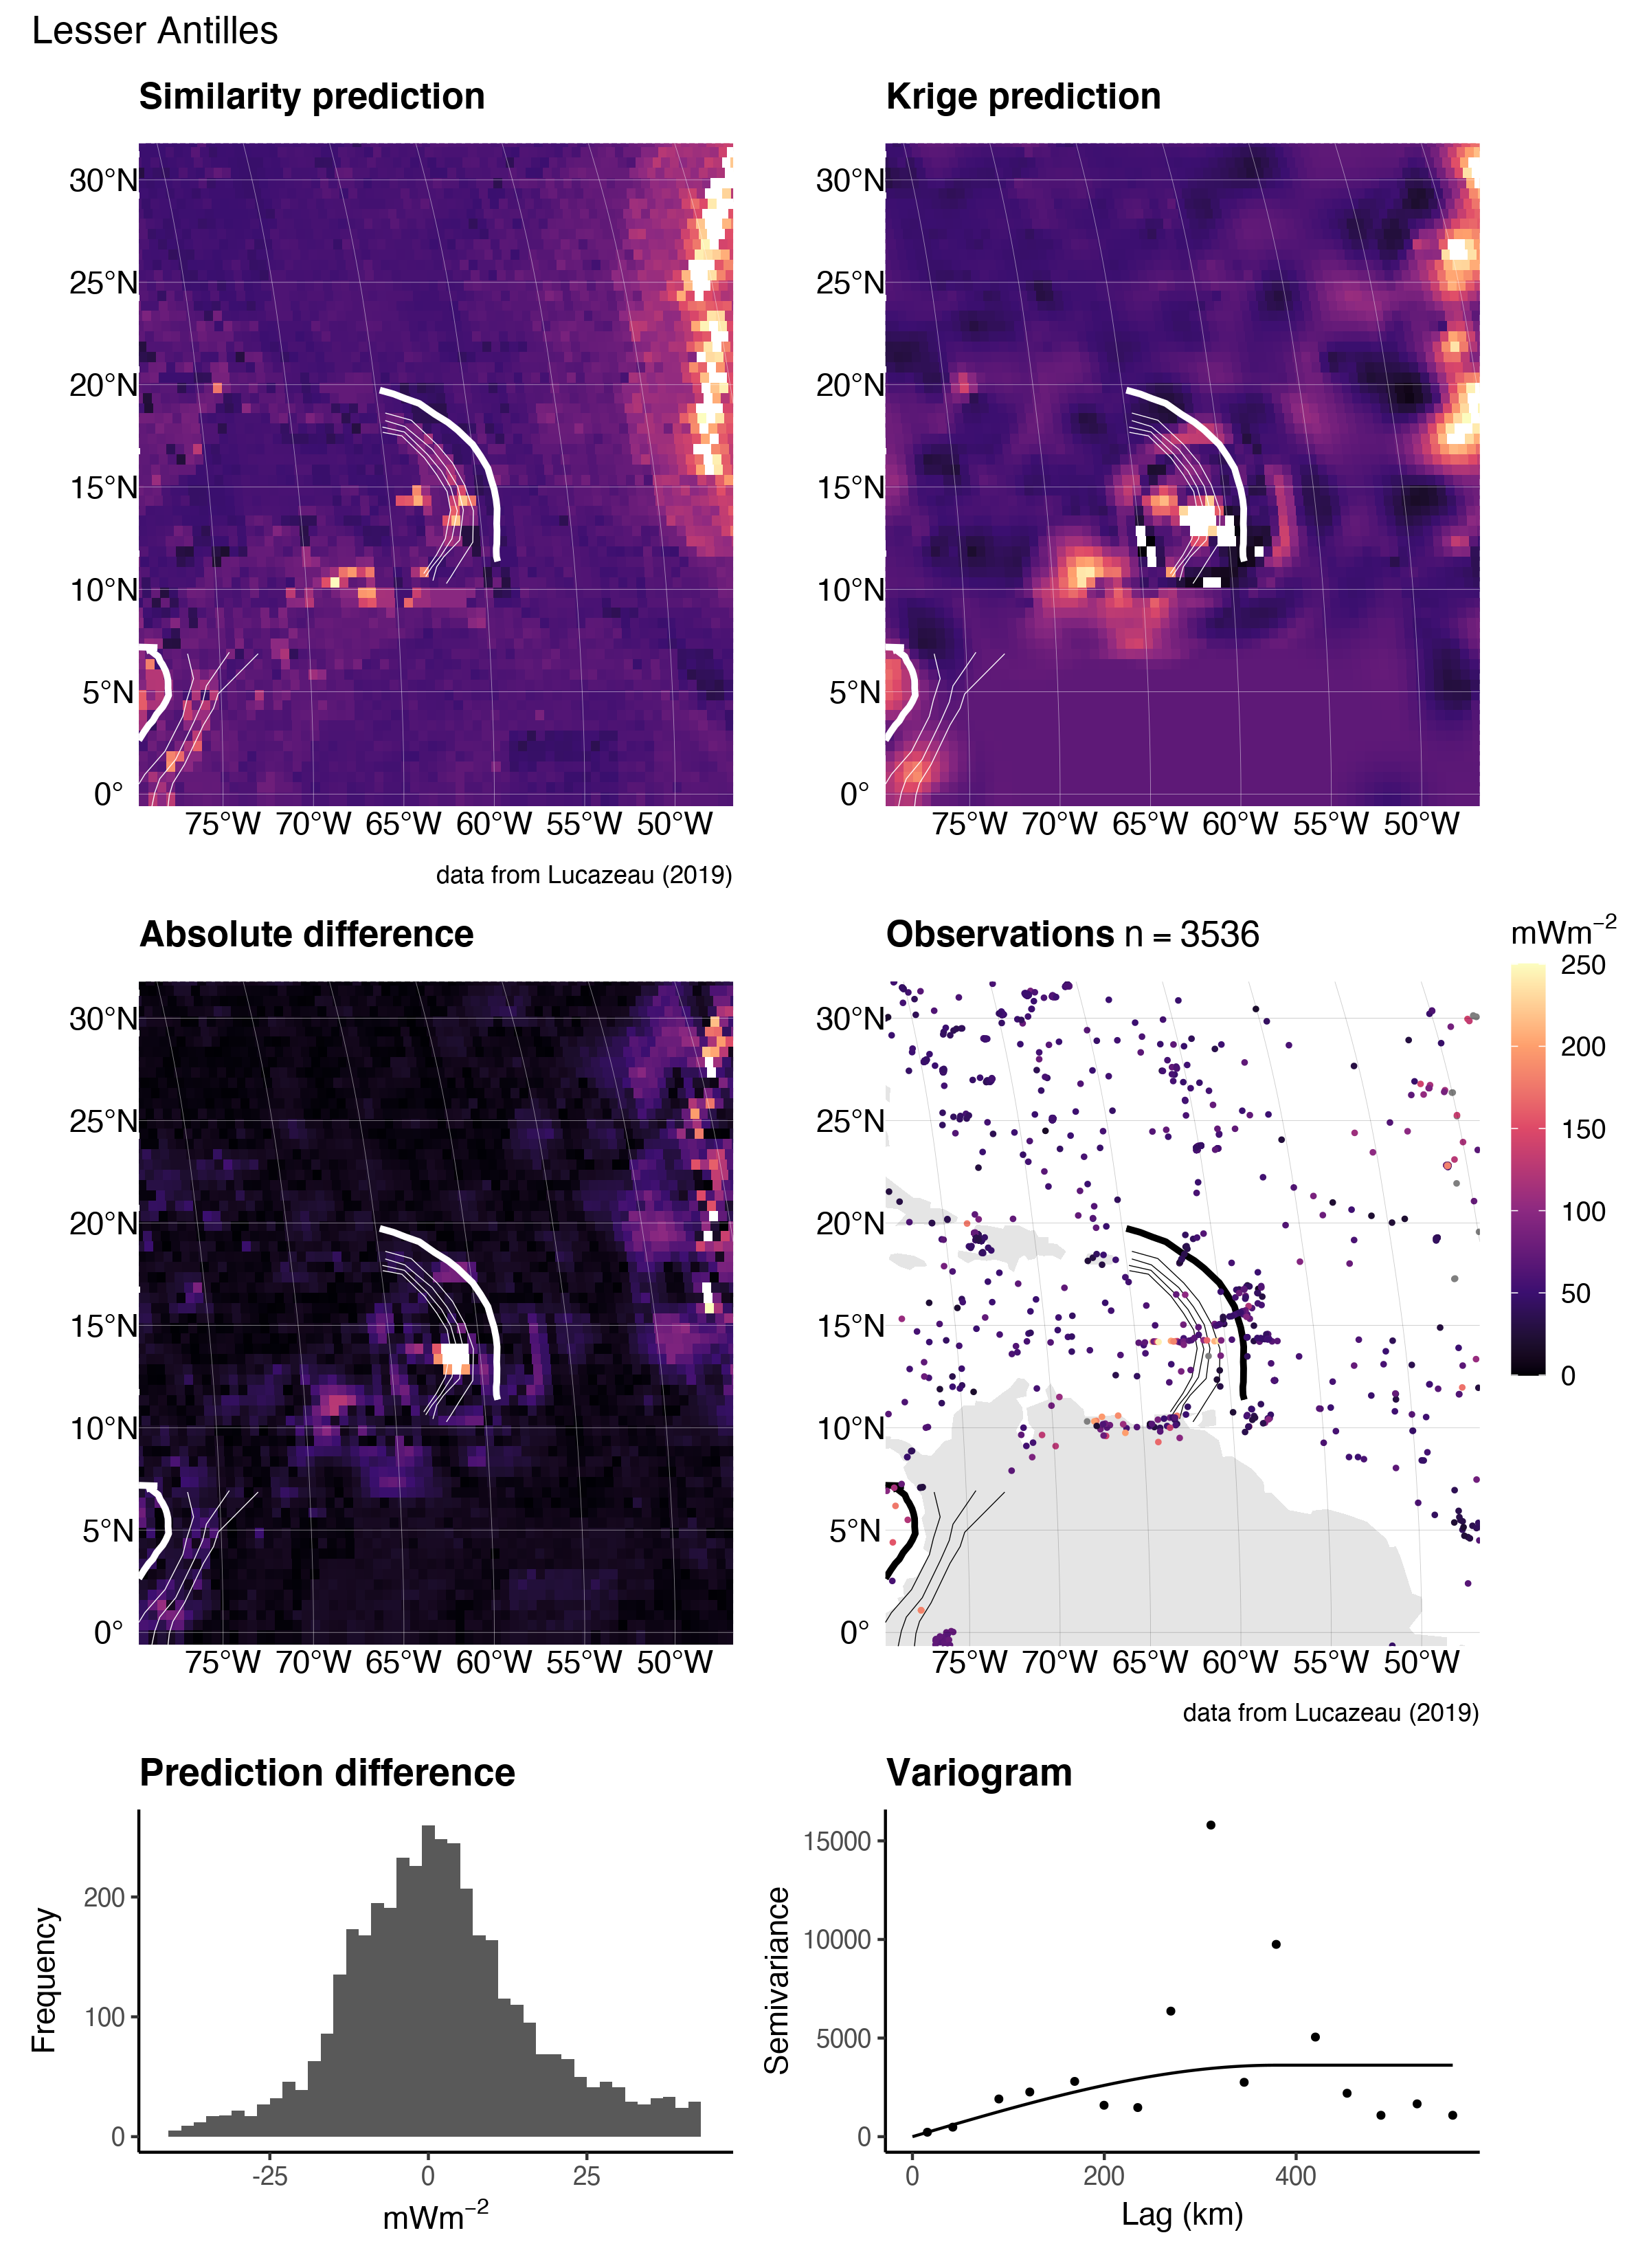 Lesser Antilles
Similarity prediction
Krige prediction
30°N
25°N
20°N
15°N
10°N
5°N
0°
75°W 70°W 65°W 60°W 55°W 50°W
data from Lucazeau (2019)
30°N
25°N
20°N
15°N
10°N
5°N
0°
75°W 70°W 65°W 60°W 55°W 50°W
Absolute difference
Observations n = 3536
30°N
25°N
20°N
15°N
10°N
5°N
0°
75°W 70°W 65°W 60°W 55°W 50°W
30°N
25°N
20°N
15°N
10°N
5°N
0°
75°W 70°W 65°W 60°W 55°W 50°W
data from Lucazeau (2019)
mWm⁻²
250
200
150
100
50
0
Prediction difference
Frequency
200
100
0
-25 0 25
mWm⁻²
Variogram
Semivariance
15000
10000
5000
0
0 200 400
Lag (km)